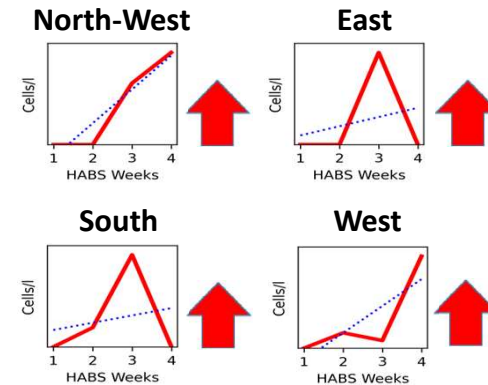 North-West
Cells/l
1 2 3 4
HABS Weeks
East
Cells/l
1 2 3 4
HABS Weeks
South
Cells/l
1 2 3 4
HABS Weeks
West
Cells/l
1 2 3 4
HABS Weeks